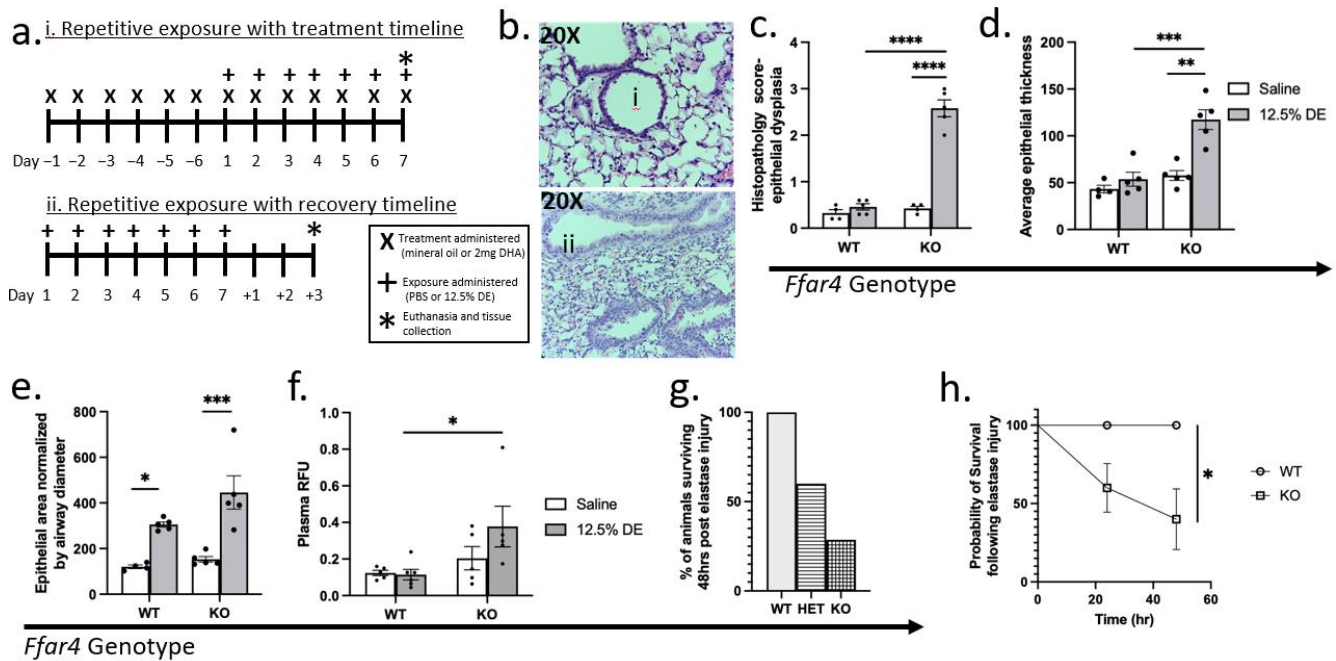 a.
i. Repetitive exposure with treatment timeline
*
+ + + + + + +
X X X X X X X X X X X X X
Day −1 −2 −3 −4 −5 −6 1 2 3 4 5 6 7
ii. Repetitive exposure with recovery timeline
+ + + + + + + *
Day 1 2 3 4 5 6 7 +1 +2 +3
X Treatment administered
(mineral oil or 2mg DHA)
+ Exposure administered
(PBS or 12.5% DE)
* Euthanasia and tissue
collection
b.
20X
i
20X
ii
c.
Histopatholgy score-
epithelial dysplasia
4
3
2
1
0
****
****
WT KO
d.
Average epithelial thickness
200
150
100
50
0
***
**
WT KO
Saline
12.5% DE
Ffar4 Genotype
e.
Epithelial area normalized
by airway diameter
800
600
400
200
0
*
***
WT KO
f.
Plasma RFU
1.0
0.8
0.6
0.4
0.2
0.0
*
WT KO
Saline
12.5% DE
g.
% of animals surviving
48hrs post elastase injury
100
50
0
WT HET KO
h.
Probability of Survival
following elastase injury
100
50
0
0 20 40 60
Time (hr)
*
WT
KO
Ffar4 Genotype